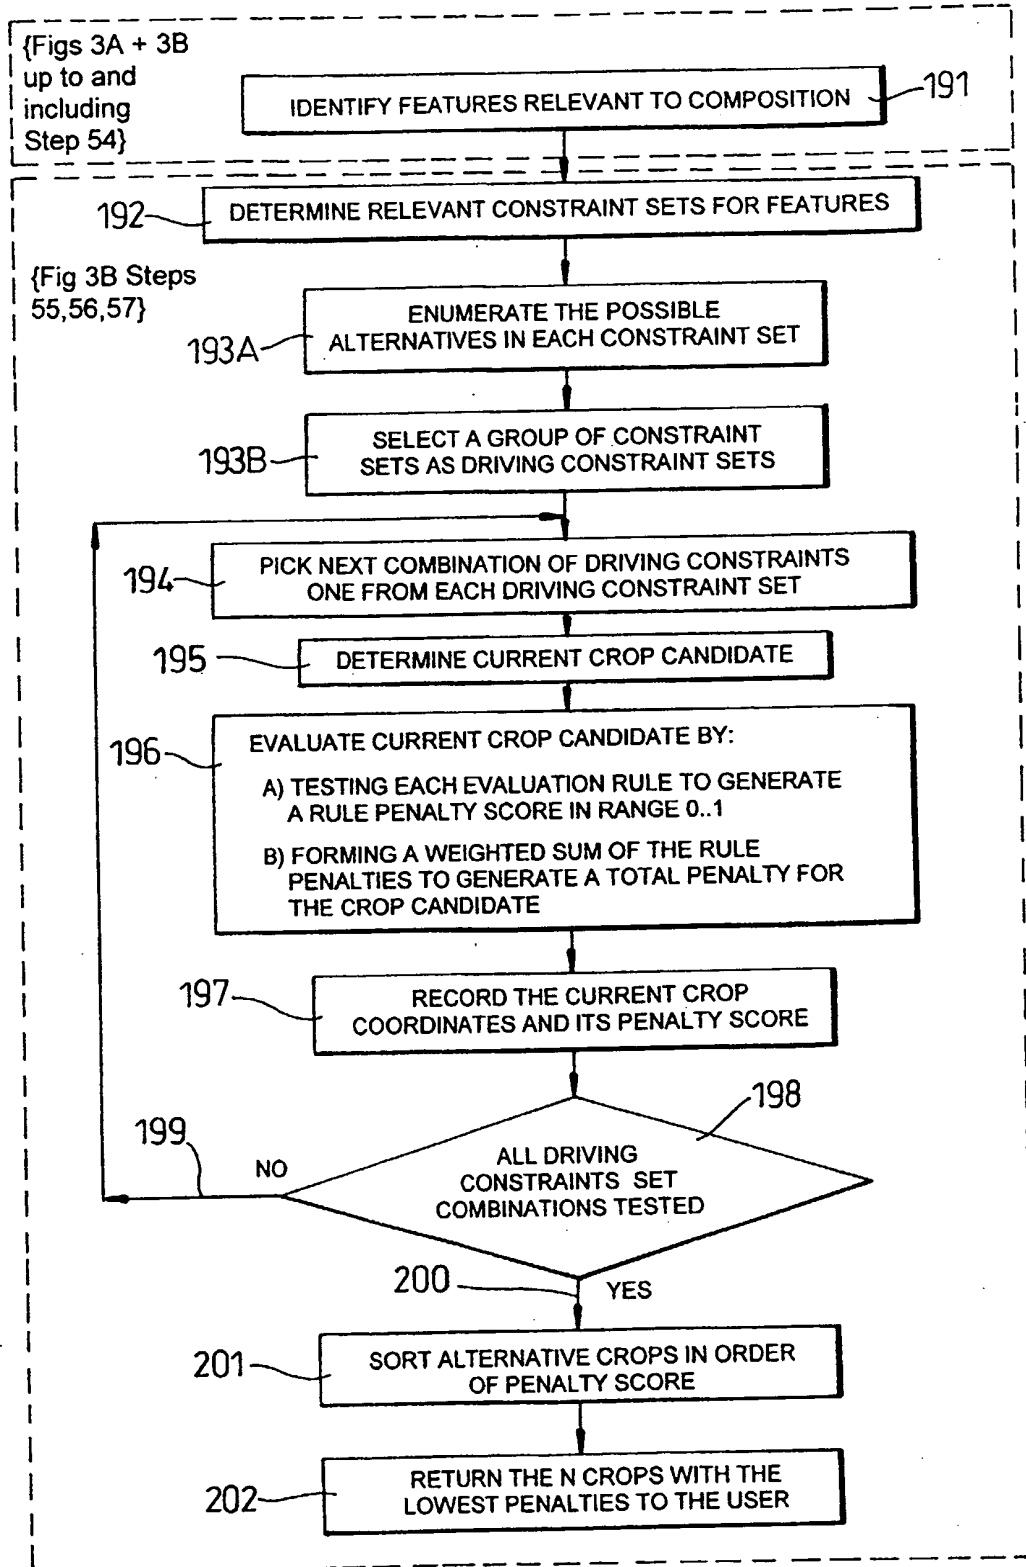 {Figs 3A + 3B
up to and
including
Step 54}
IDENTIFY FEATURES RELEVANT TO COMPOSITION
191
192
DETERMINE RELEVANT CONSTRAINT SETS FOR FEATURES
{Fig 3B Steps
55,56,57}
193A
ENUMERATE THE POSSIBLE
ALTERNATIVES IN EACH CONSTRAINT SET
193B
SELECT A GROUP OF CONSTRAINT
SETS AS DRIVING CONSTRAINT SETS
194
PICK NEXT COMBINATION OF DRIVING CONSTRAINTS
ONE FROM EACH DRIVING CONSTRAINT SET
195
DETERMINE CURRENT CROP CANDIDATE
196
EVALUATE CURRENT CROP CANDIDATE BY:
A) TESTING EACH EVALUATION RULE TO GENERATE
A RULE PENALTY SCORE IN RANGE 0..1
B) FORMING A WEIGHTED SUM OF THE RULE
PENALTIES TO GENERATE A TOTAL PENALTY FOR
THE CROP CANDIDATE
197
RECORD THE CURRENT CROP
COORDINATES AND ITS PENALTY SCORE
198
199
NO
ALL DRIVING
CONSTRAINTS SET
COMBINATIONS TESTED
200
YES
201
SORT ALTERNATIVE CROPS IN ORDER
OF PENALTY SCORE
202
RETURN THE N CROPS WITH THE
LOWEST PENALTIES TO THE USER